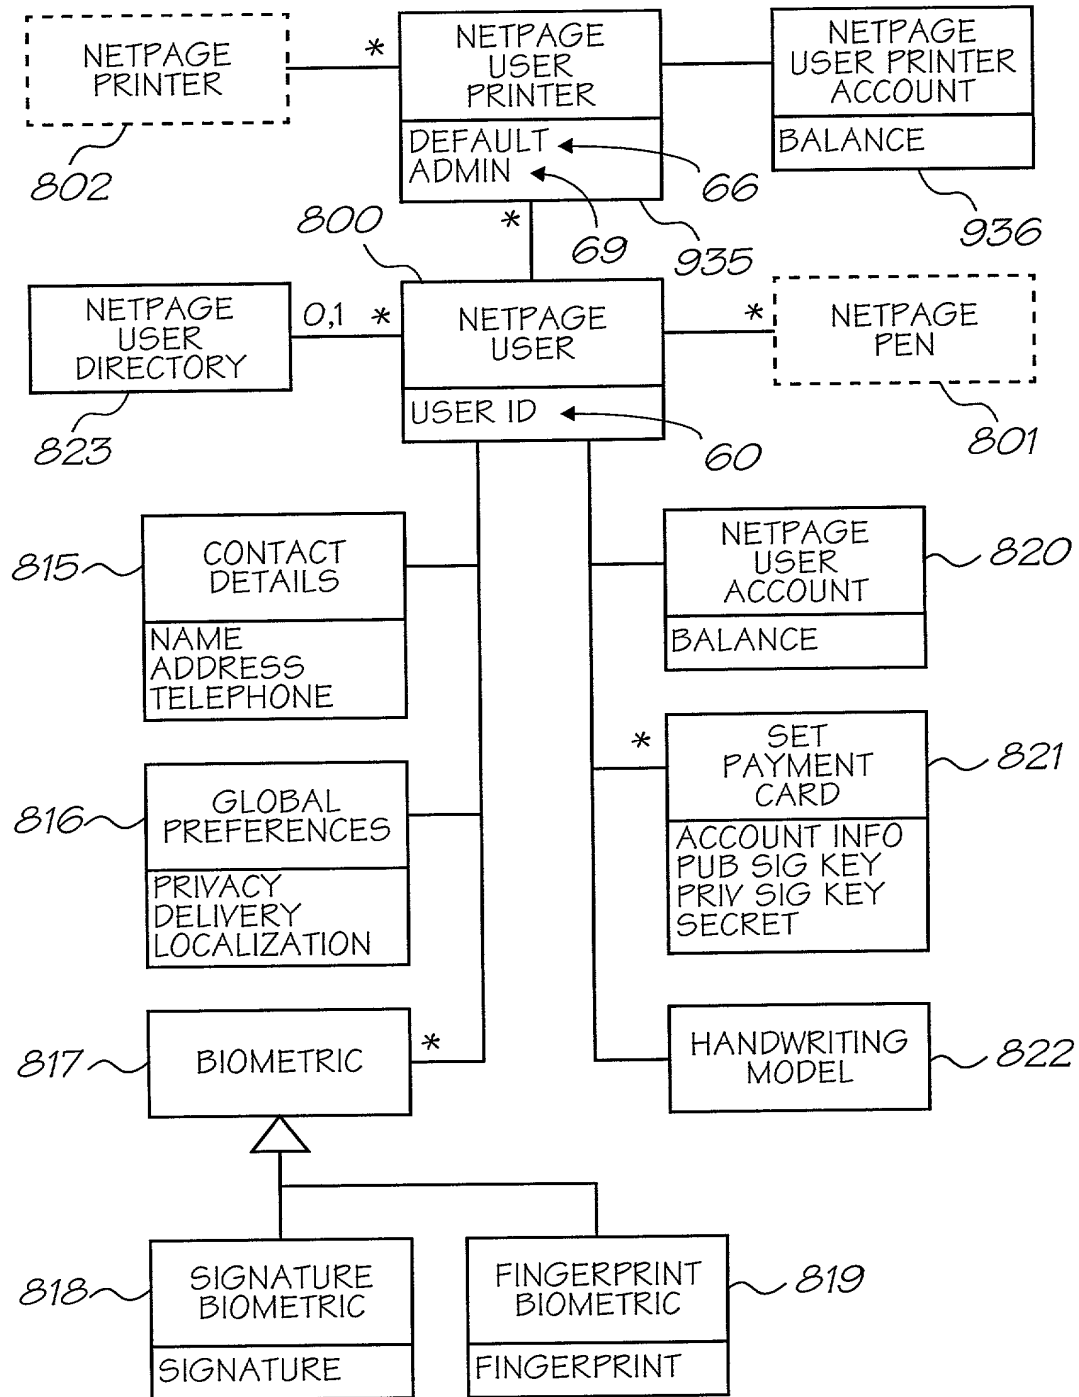 NETPAGE
PRINTER
802
*
NETPAGE
USER
PRINTER
DEFAULT
ADMIN
66
69
935
*
NETPAGE
USER PRINTER
ACCOUNT
BALANCE
936
800
NETPAGE
USER
DIRECTORY
823
0,1 *
NETPAGE
USER
USER ID
60
*
NETPAGE
PEN
801
815
CONTACT
DETAILS
NAME
ADDRESS
TELEPHONE
NETPAGE
USER
ACCOUNT
BALANCE
820
816
GLOBAL
PREFERENCES
PRIVACY
DELIVERY
LOCALIZATION
*
SET
PAYMENT
CARD
ACCOUNT INFO
PUB SIG KEY
PRIV SIG KEY
SECRET
821
817
BIOMETRIC
*
HANDWRITING
MODEL
822
818
SIGNATURE
BIOMETRIC
SIGNATURE
FINGERPRINT
BIOMETRIC
FINGERPRINT
819